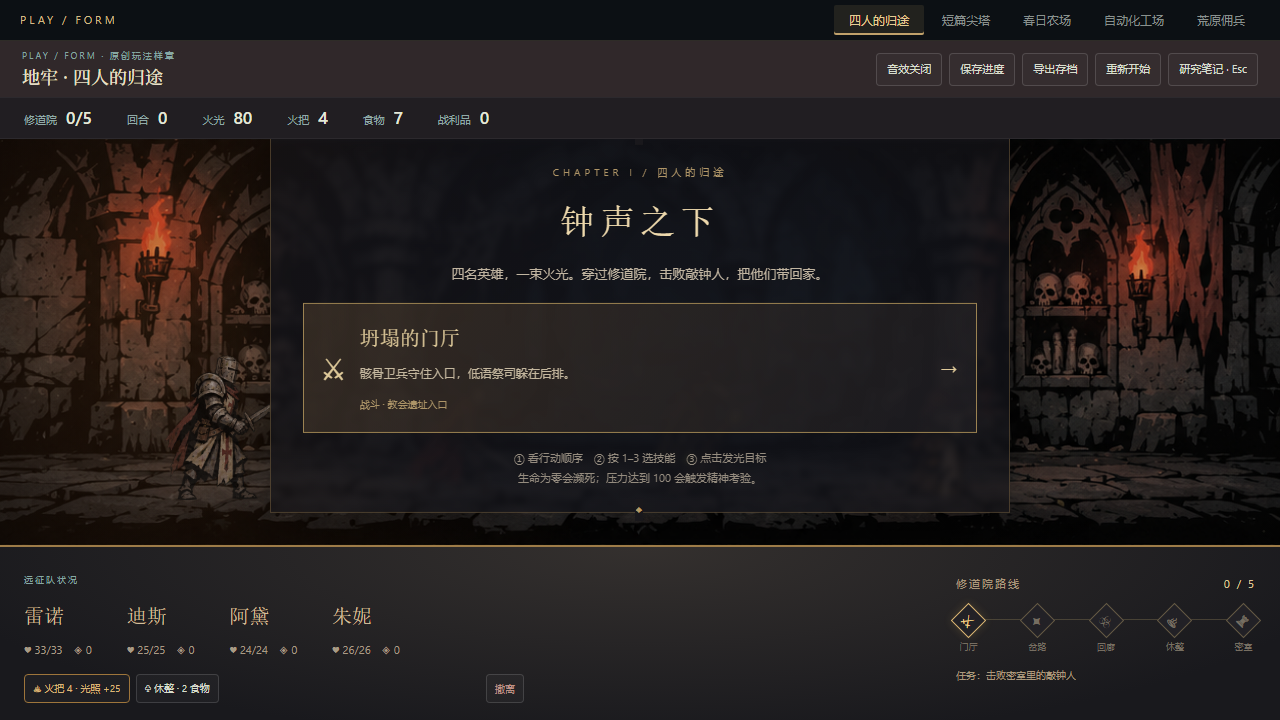 PLAY / FORM
四人的归途 短篇尖塔 春日农场 自动化工场 荒原佣兵
PLAY / FORM · 原创玩法样章
地牢 · 四人的归途
音效关闭 保存进度 导出存档 重新开始 研究笔记 · Esc
修道院 0/5 回合 0 火光 80 火把 4 食物 7 战利品 0
CHAPTER I / 四人的归途
钟声之下
四名英雄，一束火光。穿过修道院，击败敲钟人，把他们带回家。
坍塌的门厅
骸骨卫兵守住入口，低语祭司躲在后排。
战斗 · 教会遗址入口
→
① 看行动顺序 ② 按 1–3 选技能 ③ 点击发光目标
生命为零会濒死；压力达到 100 会触发精神考验。
远征队状况
雷诺 迪斯 阿黛 朱妮
♥ 33/33 ◈ 0 ♥ 25/25 ◈ 0 ♥ 24/24 ◈ 0 ♥ 26/26 ◈ 0
火把 4 · 光照 +25 休整 · 2 食物 撤离
修道院路线 0 / 5
门厅 岔路 回廊 休整 密室
任务：击败密室里的敲钟人